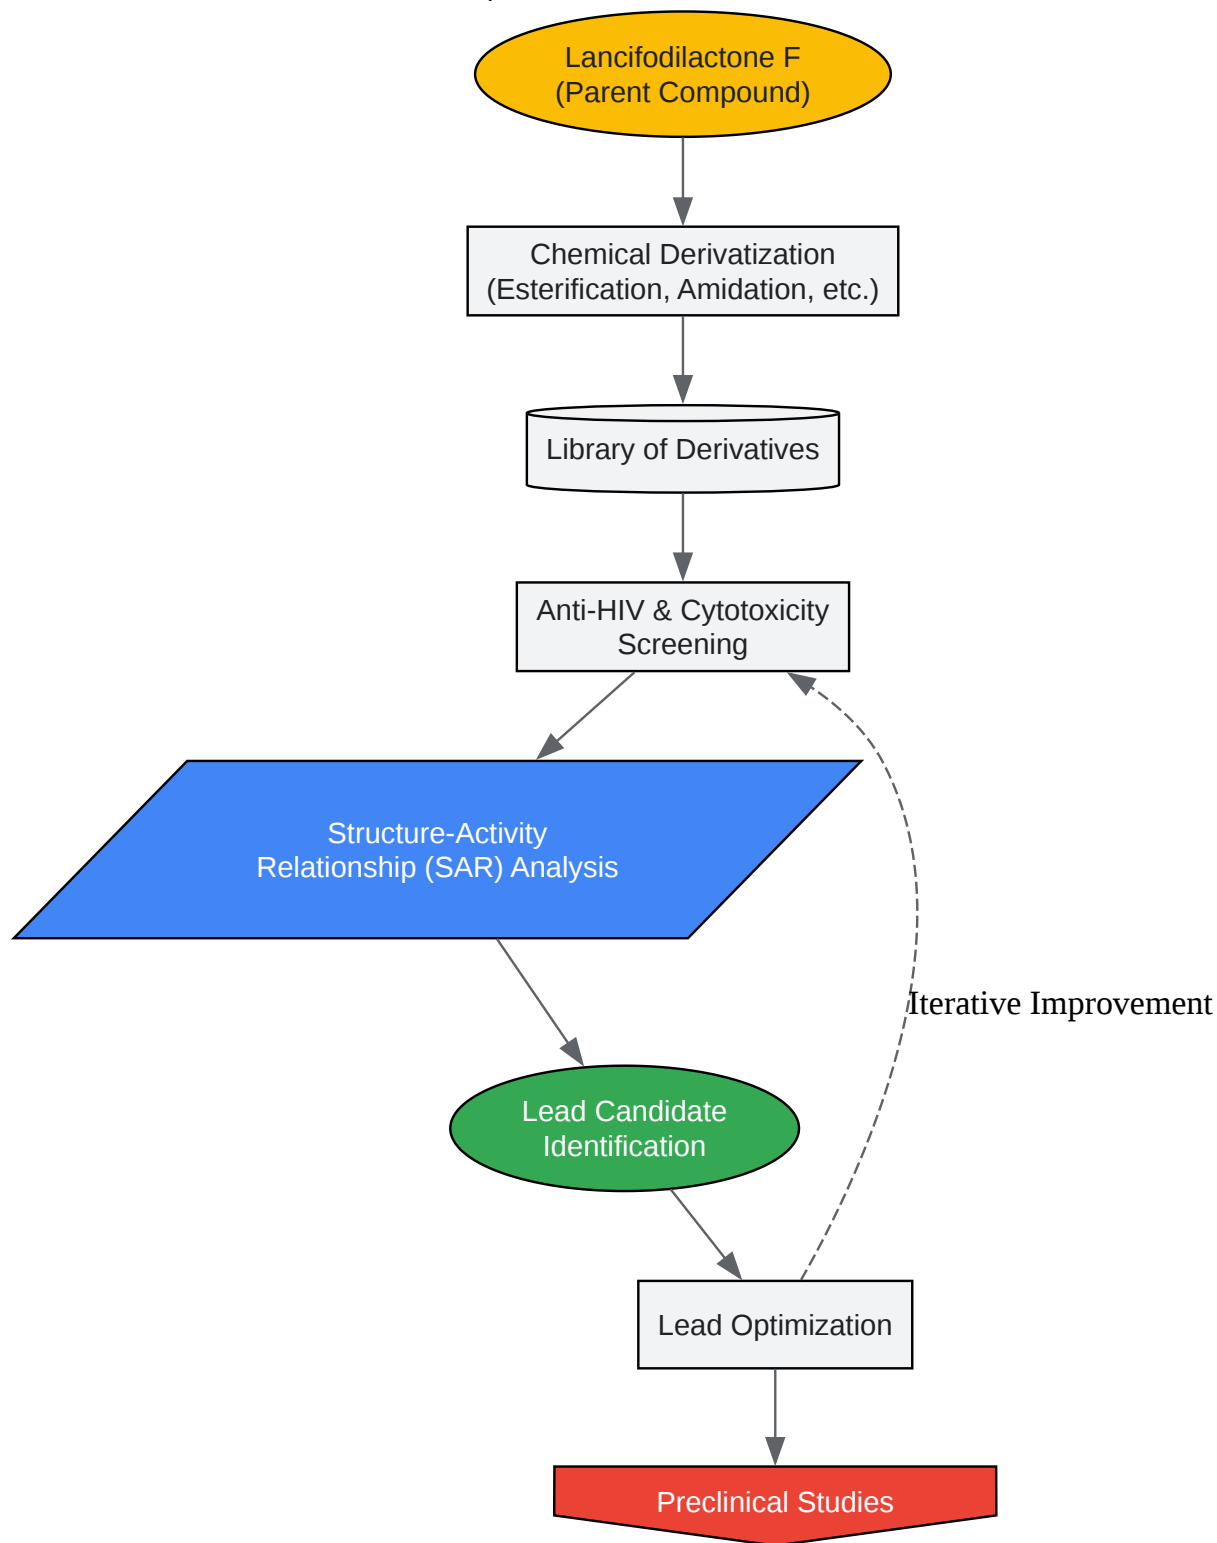 Lancifodilactone F
(Parent Compound)
Chemical Derivatization
(Esterification, Amidation, etc.)
Library of Derivatives
Anti-HIV & Cytotoxicity
Screening
Structure-Activity
Relationship (SAR) Analysis
Iterative Improvement
Lead Candidate
Identification
Lead Optimization
Preclinical Studies